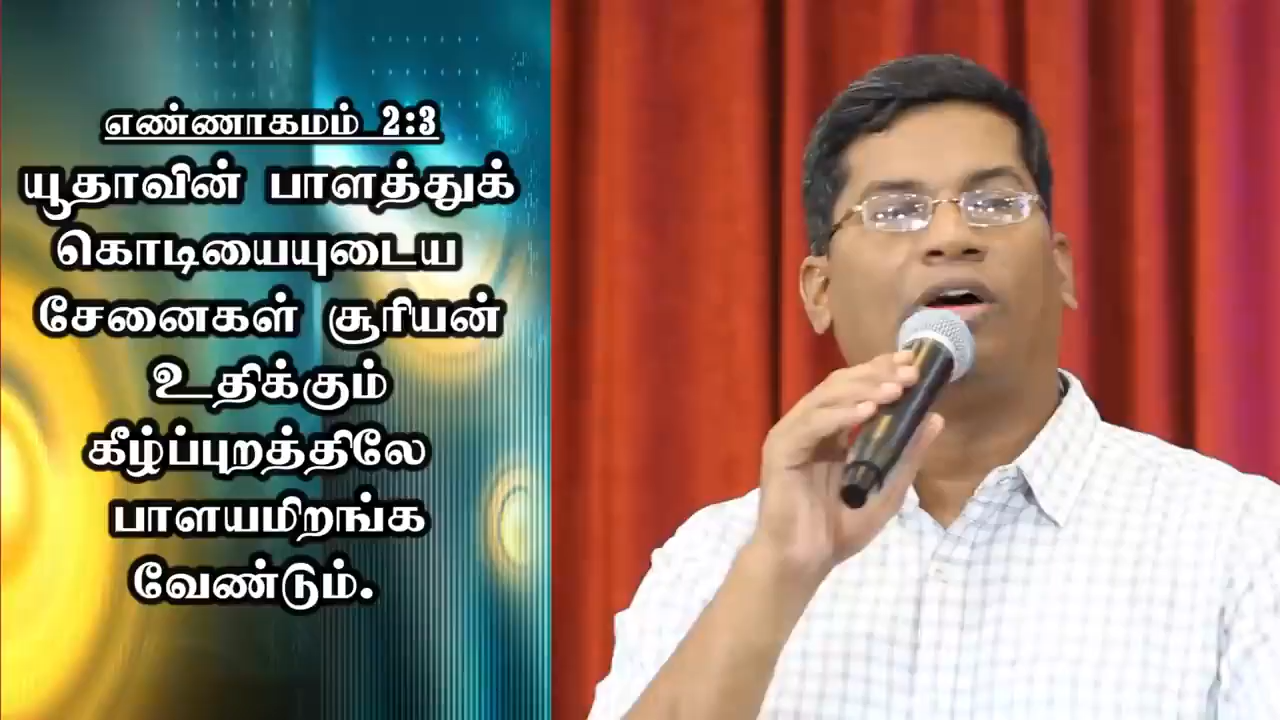 எண்ணாகமம் 2:3
யூதாவின் பாளத்துக்
கொடியையுடைய
சேனைகள் சூரியன்
உதிக்கும்
கீழ்ப்புறத்திலே
பாளயமிறங்க
வேண்டும்.